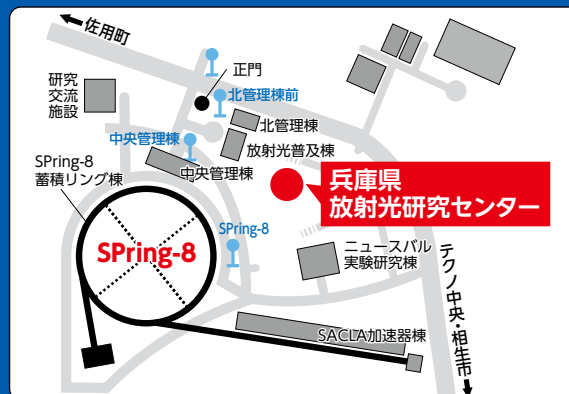 佐用町
正門
研究
交流
施設
北管理棟前
北管理棟
中央管理棟
放射光普及棟
中央管理棟
SPring-8
蓄積リング棟
兵庫県
放射光研究センター
SPring-8
SPring-8
ニュースバル
実験研究棟
テクノ中央・相生市
SACLA加速器棟